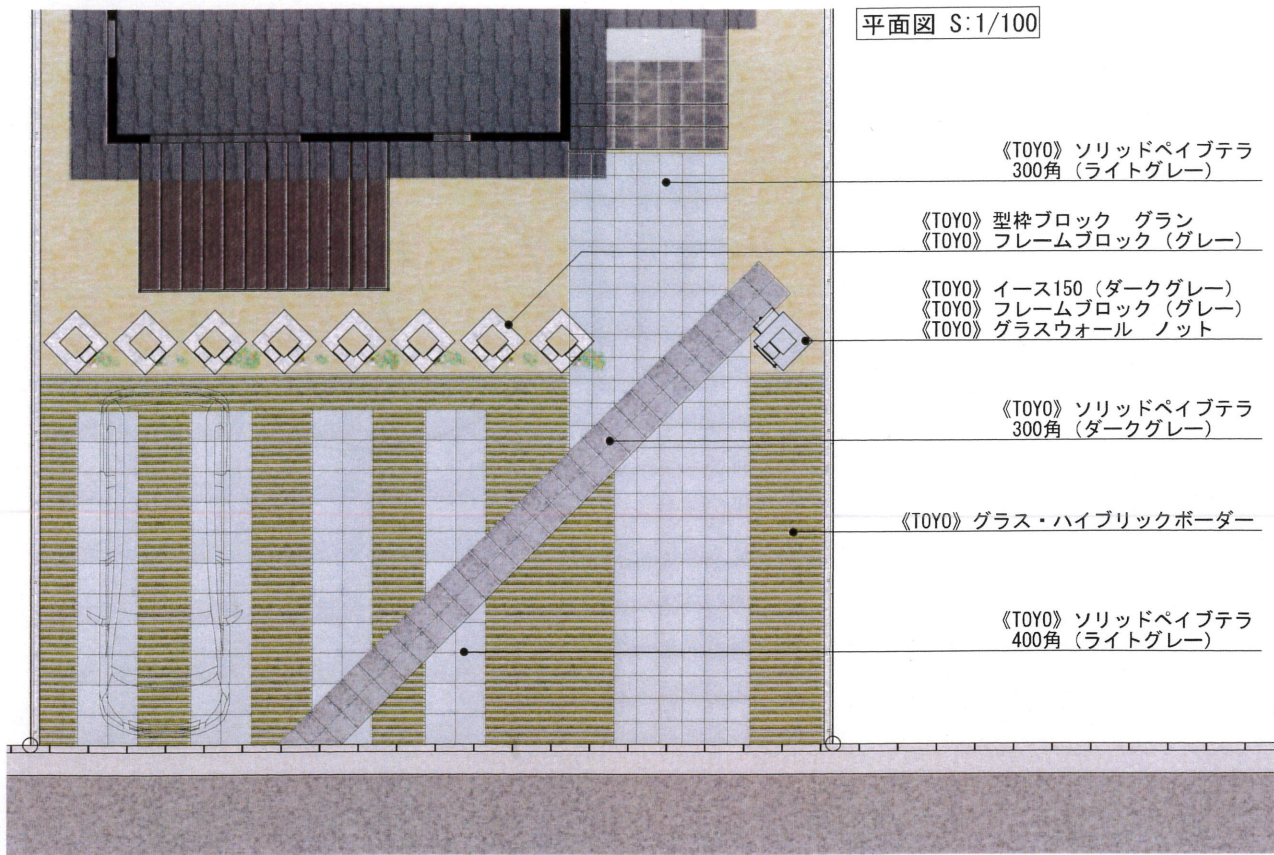 平面図 S:1/100
《TOYO》 ソリッドペイブテラ
300角 (ライトグレー)
《TOYO》 型枠ブロック グラン
《TOYO》 フレームブロック (グレー)
《TOYO》 イース150 (ダークグレー)
《TOYO》 フレームブロック (グレー)
《TOYO》 グラスウォール ノット
《TOYO》 ソリッドペイブテラ
300角 (ダークグレー)
《TOYO》 グラス・ハイブリックボーダー
《TOYO》 ソリッドペイブテラ
400角 (ライトグレー)